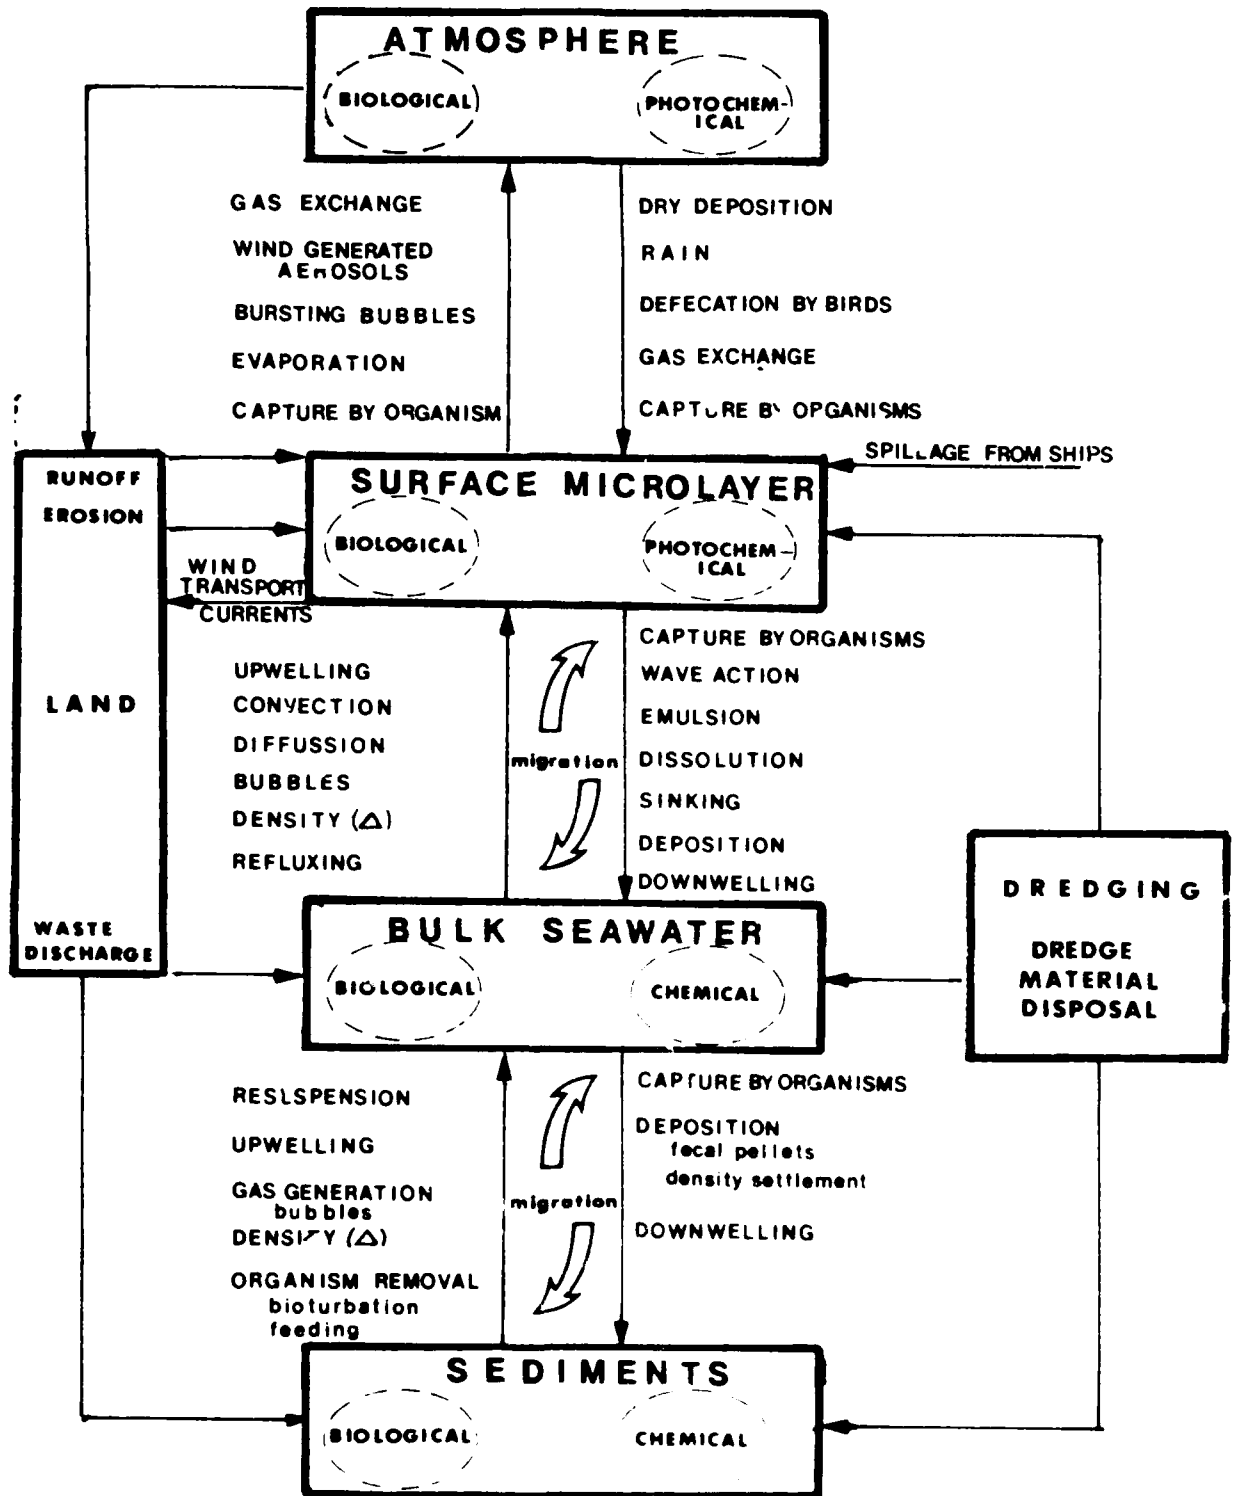 ATMOSPHERE
BIOLOGICAL
PHOTOCHEM-
ICAL
GAS EXCHANGE
WIND GENERATED
AEROSOLS
BURSTING BUBBLES
EVAPORATION
CAPTURE BY ORGANISM
DRY DEPOSITION
RAIN
DEFECATION BY BIRDS
GAS EXCHANGE
CAPTURE BY ORGANISMS
SPILLAGE FROM SHIPS
RUNOFF
EROSION
LAND
WASTE
DISCHARGE
SURFACE MICROLAYER
BIOLOGICAL
PHOTOCHEM-
ICAL
WIND
TRANSPORT
CURRENTS
UPWELLING
CONVECTION
DIFFUSSION
BUBBLES
DENSITY (Δ)
REFLUXING
migration
CAPTURE BY ORGANISMS
WAVE ACTION
EMULSION
DISSOLUTION
SINKING
DEPOSITION
DOWNWELLING
DREDGING
DREDGE
MATERIAL
DISPOSAL
BULK SEAWATER
BIOLOGICAL
CHEMICAL
RESUSPENSION
UPWELLING
GAS GENERATION
bubbles
DENSITY (Δ)
ORGANISM REMOVAL
bioturbation
feeding
migration
CAPTURE BY ORGANISMS
DEPOSITION
fecal pellets
density settlement
DOWNWELLING
SEDIMENTS
BIOLOGICAL
CHEMICAL